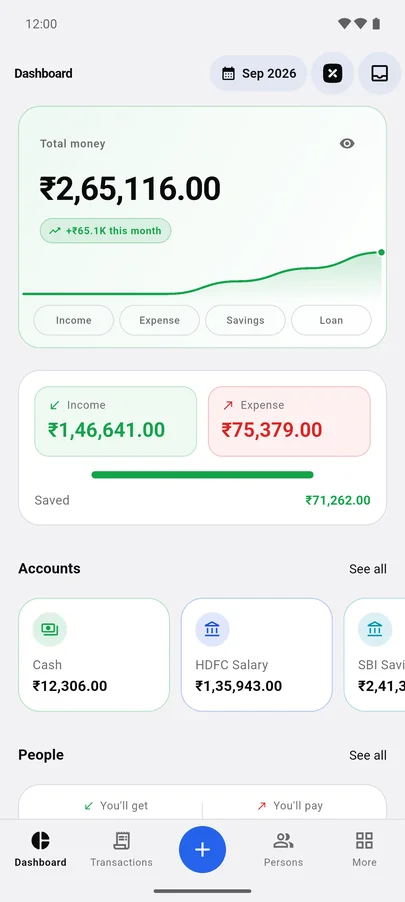 12:00
Dashboard
Sep 2026
Total money
₹2,65,116.00
+₹65.1K this month
Income Expense Savings Loan
Income Expense
₹1,46,641.00 ₹75,379.00
Saved ₹71,262.00
Accounts See all
Cash HDFC Salary SBI Savi
₹12,306.00 ₹1,35,943.00 ₹2,41,3
People See all
You'll get You'll pay
Dashboard Transactions Persons More